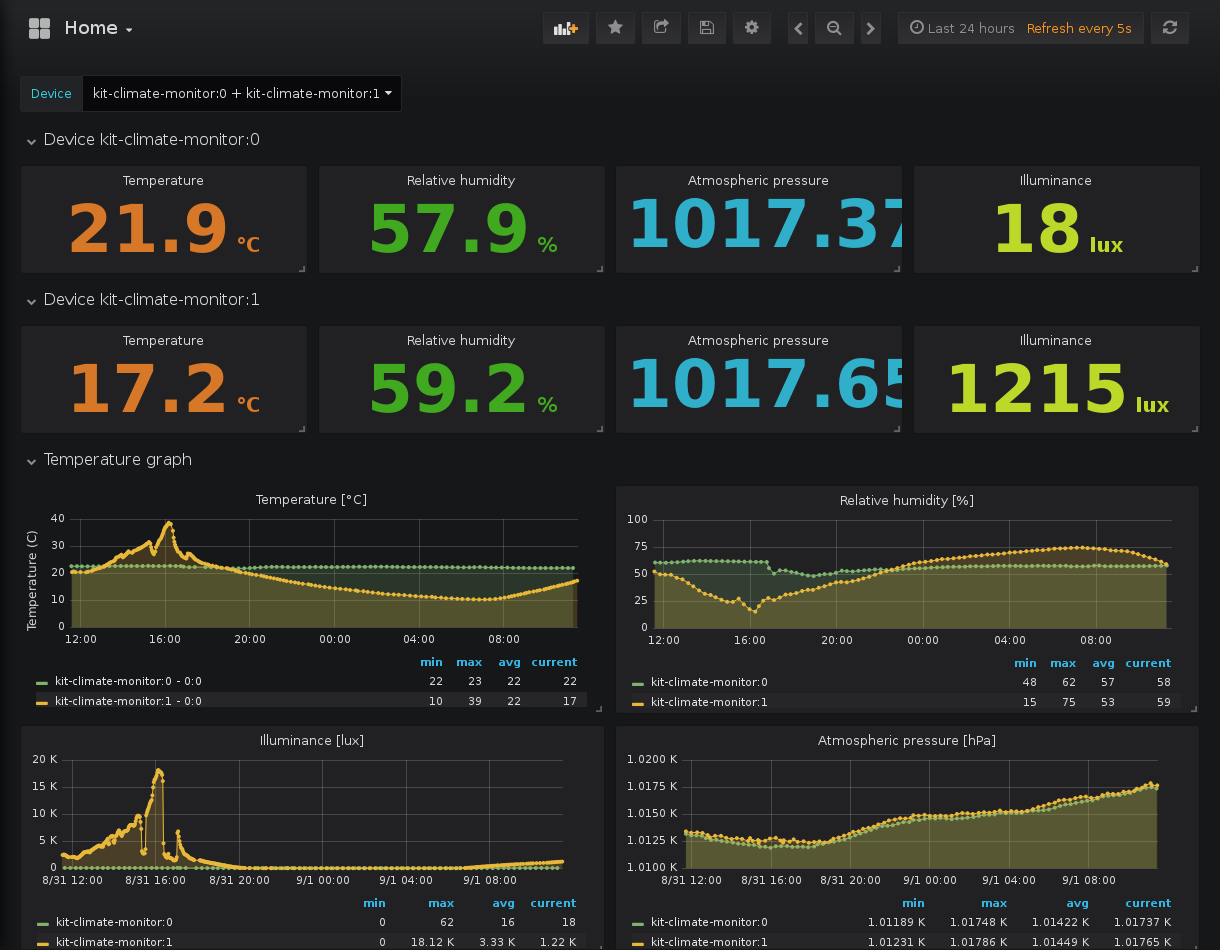 Home
Last 24 hours Refresh every 5s
Device kit-climate-monitor:0 + kit-climate-monitor:1
Device kit-climate-monitor:0
Temperature Relative humidity Atmospheric pressure Illuminance
21.9 °C 57.9 % 1017.37 18 lux
Device kit-climate-monitor:1
Temperature Relative humidity Atmospheric pressure Illuminance
17.2 °C 59.2 % 1017.65 1215 lux
Temperature graph
Temperature [°C]
Temperature (C)
40
30
20
10
0
12:00 16:00 20:00 00:00 04:00 08:00
min max avg current
kit-climate-monitor:0 - 0:0 22 23 22 22
kit-climate-monitor:1 - 0:0 10 39 22 17
Relative humidity [%]
100
75
50
25
0
12:00 16:00 20:00 00:00 04:00 08:00
min max avg current
kit-climate-monitor:0 48 62 57 58
kit-climate-monitor:1 15 75 53 59
Illuminance [lux]
20 K
15 K
10 K
5 K
0
8/31 12:00 8/31 16:00 8/31 20:00 9/1 00:00 9/1 04:00 9/1 08:00
min max avg current
kit-climate-monitor:0 0 62 16 18
kit-climate-monitor:1 0 18.12 K 3.33 K 1.22 K
Atmospheric pressure [hPa]
1.0200 K
1.0175 K
1.0150 K
1.0125 K
1.0100 K
8/31 12:00 8/31 16:00 8/31 20:00 9/1 00:00 9/1 04:00 9/1 08:00
min max avg current
kit-climate-monitor:0 1.01189 K 1.01748 K 1.01422 K 1.01737 K
kit-climate-monitor:1 1.01231 K 1.01786 K 1.01449 K 1.01765 K